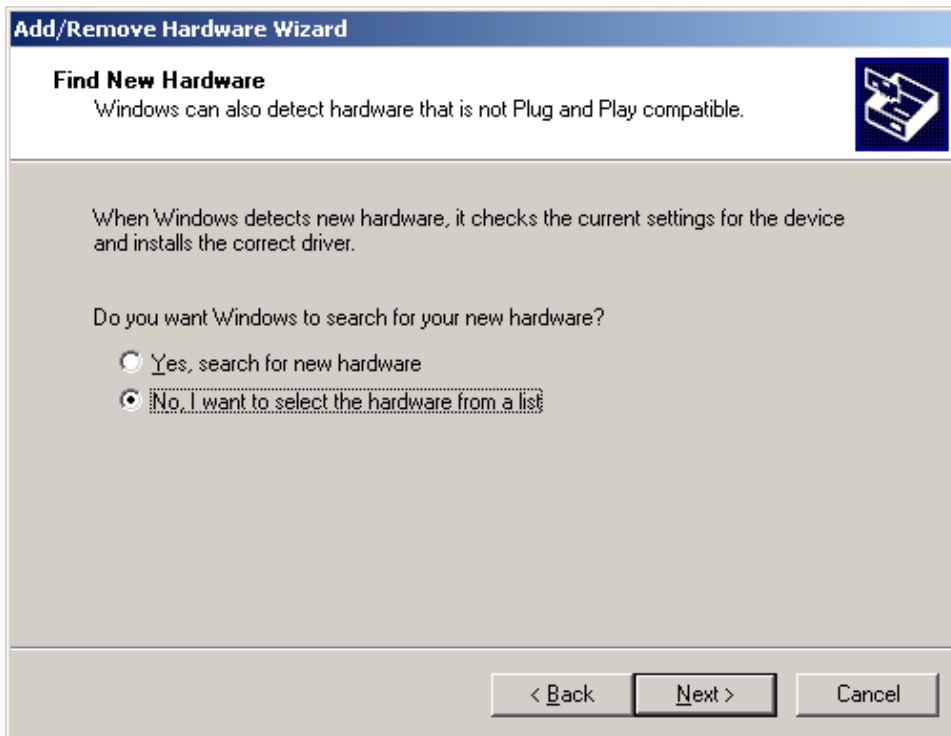 Add/Remove Hardware Wizard
Find New Hardware
Windows can also detect hardware that is not Plug and Play compatible.
When Windows detects new hardware, it checks the current settings for the device
and installs the correct driver.
Do you want Windows to search for your new hardware?
Yes, search for new hardware
No, I want to select the hardware from a list
< Back Next > Cancel